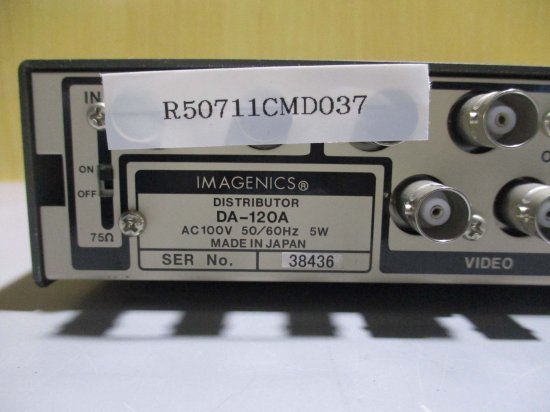 R50711CMD037
IN
ON
OFF
75Ω
IMAGENICS®
DISTRIBUTOR
DA-120A
AC100V 50/60Hz 5W
MADE IN JAPAN
SER No. 38436
VIDEO